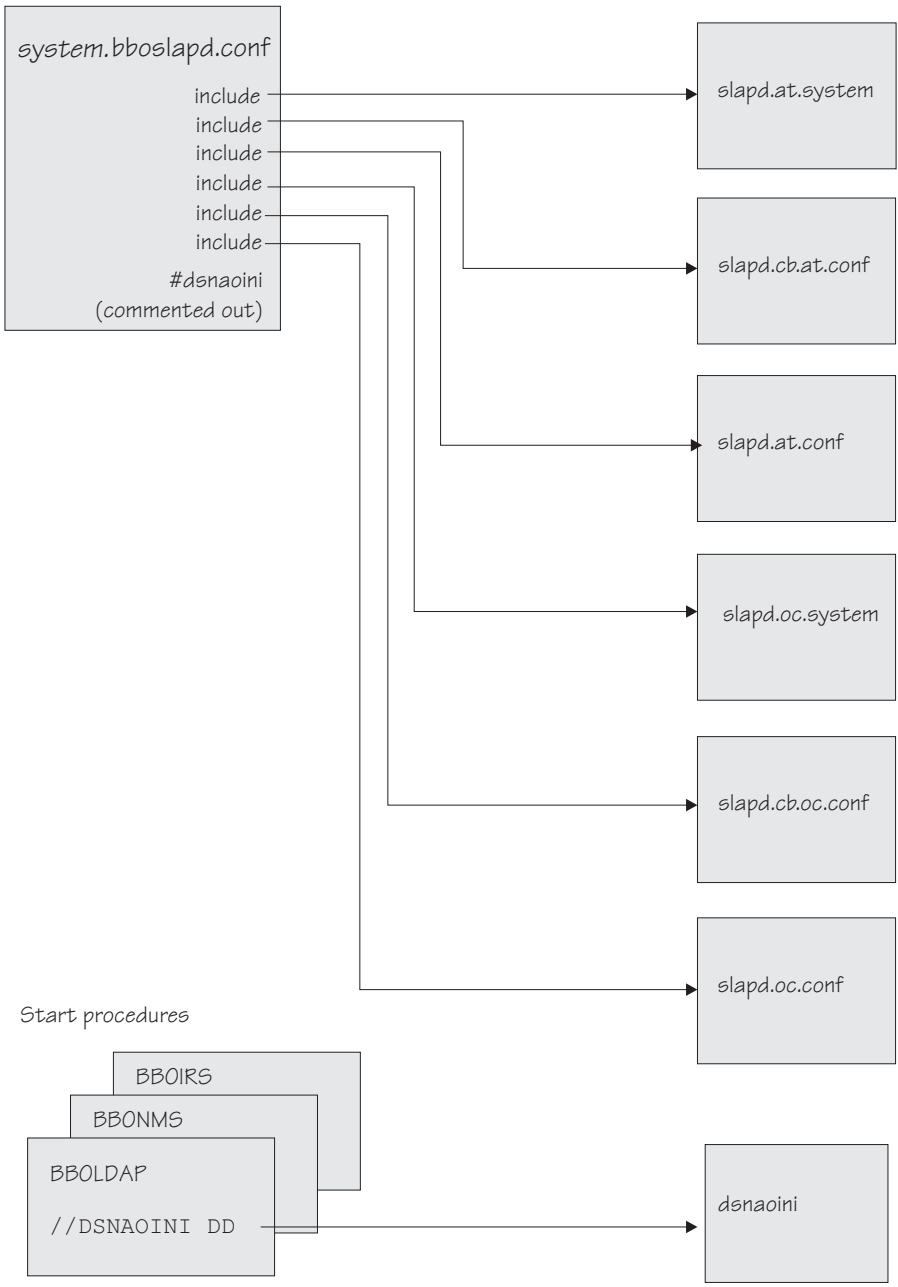 system.bboslapd.conf
include
include
include
include
include
include
#dsnaoini
(commented out)
slapd.at.system
slapd.cb.at.conf
slapd.at.conf
slapd.oc.system
slapd.cb.oc.conf
slapd.oc.conf
Start procedures
BBOIRS
BBONMS
BBOLDAP
//DSNAOINI DD
dsnaoini